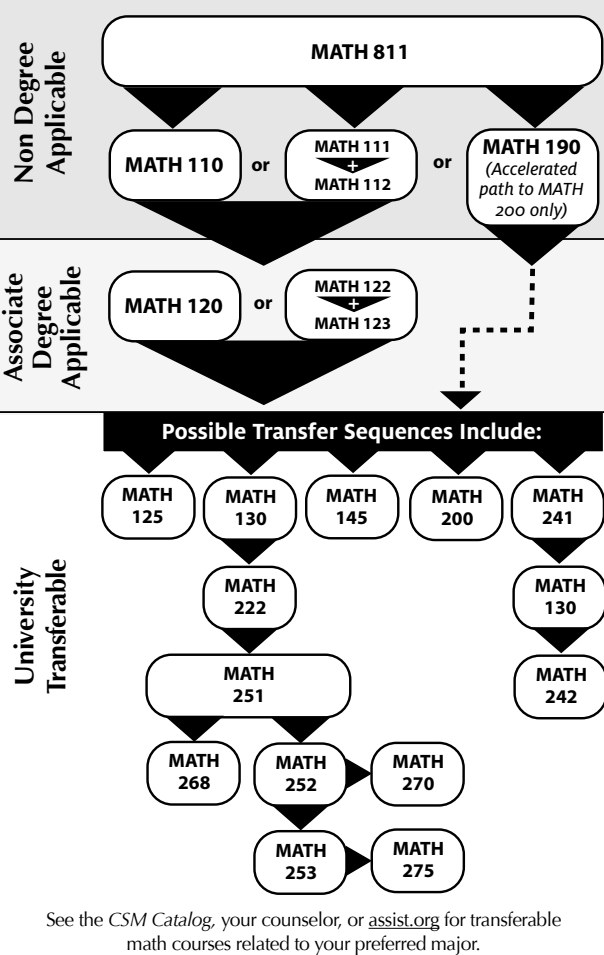 Non Degree
Applicable
MATH 811
MATH 110
or
MATH 111
+
MATH 112
or
MATH 190
(Accelerated
path to MATH
200 only)
Associate
Degree
Applicable
MATH 120
or
MATH 122
+
MATH 123
Possible Transfer Sequences Include:
University
Transferable
MATH
125
MATH
130
MATH
145
MATH
200
MATH
241
MATH
222
MATH
130
MATH
251
MATH
242
MATH
268
MATH
252
MATH
270
MATH
253
MATH
275
See the CSM Catalog, your counselor, or assist.org for transferable
math courses related to your preferred major.